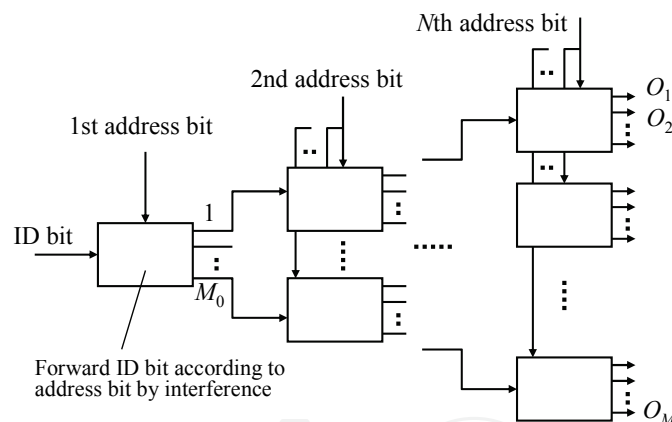 Nth address bit
2nd address bit
O1
O2
1st address bit
1
ID bit
M0
Forward ID bit according to
address bit by interference
OM